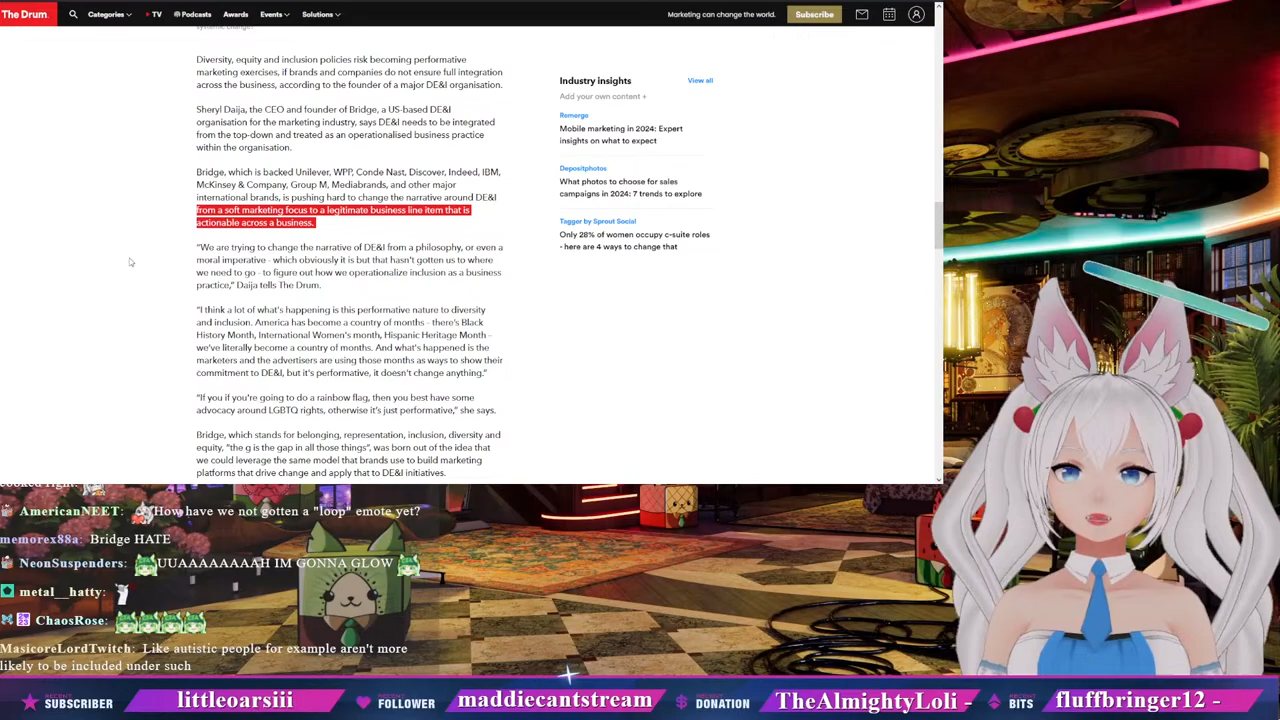 The Drum.
Categories
TV
Podcasts
Awards
Events
Solutions
Marketing can change the world.
Subscribe
Diversity, equity and inclusion policies risk becoming performative
marketing exercises, if brands and companies do not ensure full integration
across the business, according to the founder of a major DE&I organisation.
Sheryl Daija, the CEO and founder of Bridge, a US-based DE&I
organisation for the marketing industry, says DE&I needs to be integrated
from the top-down and treated as an operationalised business practice
within the organisation.
Bridge, which is backed Unilever, WPP, Conde Nast, Discover, Indeed, IBM,
McKinsey & Company, Group M, Mediabrands, and other major
international brands, is pushing hard to change the narrative around DE&I
from a soft marketing focus to a legitimate business line item that is
actionable across a business.
"We are trying to change the narrative of DE&I from a philosophy, or even a
moral imperative - which obviously it is but that hasn't gotten us to where
we need to go - to figure out how we operationalize inclusion as a business
practice," Daija tells The Drum.
"I think a lot of what's happening is this performative nature to diversity
and inclusion. America has become a country of months - there's Black
History Month, International Women's month, Hispanic Heritage Month -
we've literally become a country of months. And what's happened is the
marketers and the advertisers are using those months as ways to show their
commitment to DE&I, but it's performative, it doesn't change anything."
"If you if you're going to do a rainbow flag, then you best have some
advocacy around LGBTQ rights, otherwise it's just performative," she says.
Bridge, which stands for belonging, representation, inclusion, diversity and
equity, "the g is the gap in all those things", was born out of the idea that
we could leverage the same model that brands use to build marketing
platforms that drive change and apply that to DE&I initiatives.
Industry insights
View all
Add your own content +
Remerge
Mobile marketing in 2024: Expert
insights on what to expect
Depositphotos
What photos to choose for sales
campaigns in 2024: 7 trends to explore
Tagger by Sprout Social
Only 28% of women occupy c-suite roles
- here are 4 ways to change that
AmericanNEET: How have we not gotten a "loop" emote yet?
memorex88a: Bridge HATE
NeonSuspenders: UUAAAAAAAH IM GONNA GLOW
metal__hatty:
ChaosRose:
MasicoreLordTwitch: Like autistic people for example aren't more
likely to be included under such
RECENT SUBSCRIBER littleoarsiii
RECENT FOLLOWER maddiecantstream
RECENT DONATION TheAlmightyLoli -
RECENT BITS fluffbringer12 -